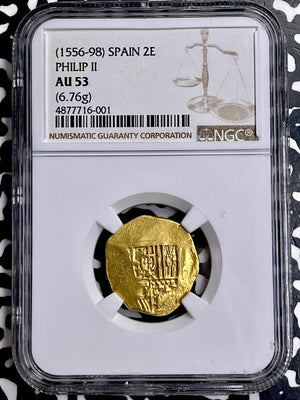 (1556-98) SPAIN 2E
PHILIP II
AU 53
(6.76g)
4877716-001
NUMISMATIC GUARANTY CORPORATION
NGC®